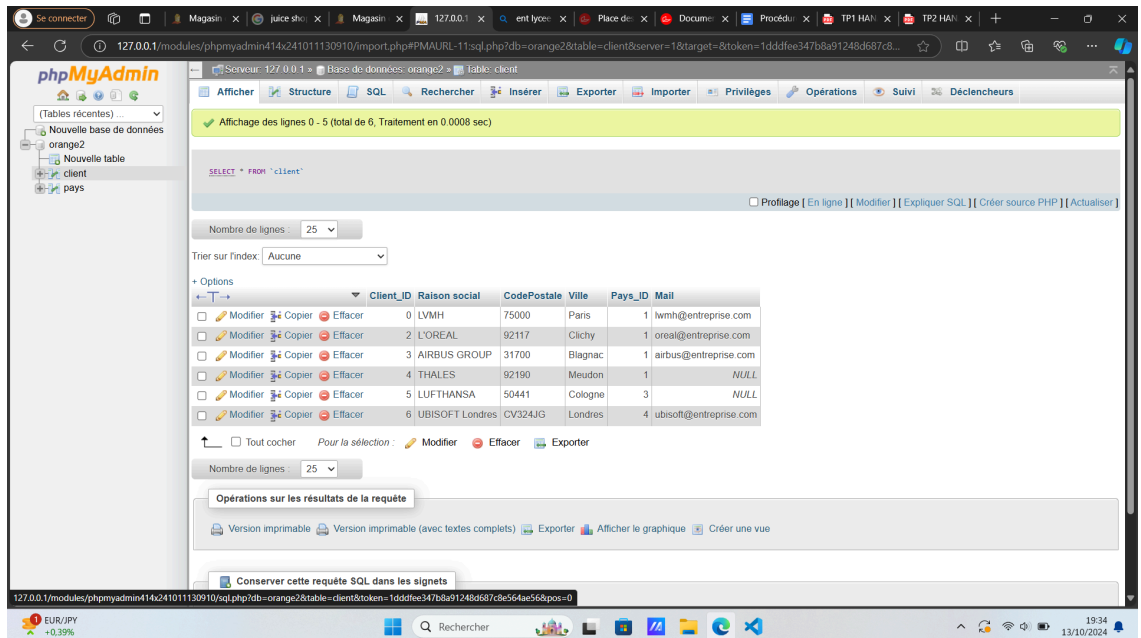 Se connecter
Magasin
juice sho
Magasin
127.0.0.1
ent lycee
Place de
Documen
Procédur
TP1 HAN
TP2 HAN
127.0.0.1/modules/phpmyadmin414x241011130910/import.php#PMAURL-11:sql.php?db=orange2&table=client&server=1&target=&token=1dddfee347b8a91248d687c8...
phpMyAdmin
(Tables récentes) ...
Nouvelle base de données
orange2
Nouvelle table
client
pays
Serveur: 127.0.0.1 » Base de données: orange2 » Table: client
Afficher Structure SQL Rechercher Insérer Exporter Importer Privilèges Opérations Suivi Déclencheurs
Affichage des lignes 0 - 5 (total de 6, Traitement en 0.0008 sec)
SELECT * FROM `client`
Profilage [ En ligne ] [ Modifier ] [ Expliquer SQL ] [ Créer source PHP ] [ Actualiser ]
Nombre de lignes : 25
Trier sur l'index: Aucune
+ Options
←T→ Client_ID Raison social CodePostale Ville Pays_ID Mail
Modifier Copier Effacer 0 LVMH 75000 Paris 1 lwmh@entreprise.com
Modifier Copier Effacer 2 L'OREAL 92117 Clichy 1 oreal@entreprise.com
Modifier Copier Effacer 3 AIRBUS GROUP 31700 Blagnac 1 airbus@entreprise.com
Modifier Copier Effacer 4 THALES 92190 Meudon 1 NULL
Modifier Copier Effacer 5 LUFTHANSA 50441 Cologne 3 NULL
Modifier Copier Effacer 6 UBISOFT Londres CV324JG Londres 4 ubisoft@entreprise.com
Tout cocher Pour la sélection : Modifier Effacer Exporter
Nombre de lignes : 25
Opérations sur les résultats de la requête
Version imprimable Version imprimable (avec textes complets) Exporter Afficher le graphique Créer une vue
Conserver cette requête SQL dans les signets
127.0.0.1/modules/phpmyadmin414x241011130910/sql.php?db=orange2&table=client&token=1dddfee347b8a91248d687c8e564ae56&pos=0
1
EUR/JPY
+0,39%
Rechercher
19:34
13/10/2024